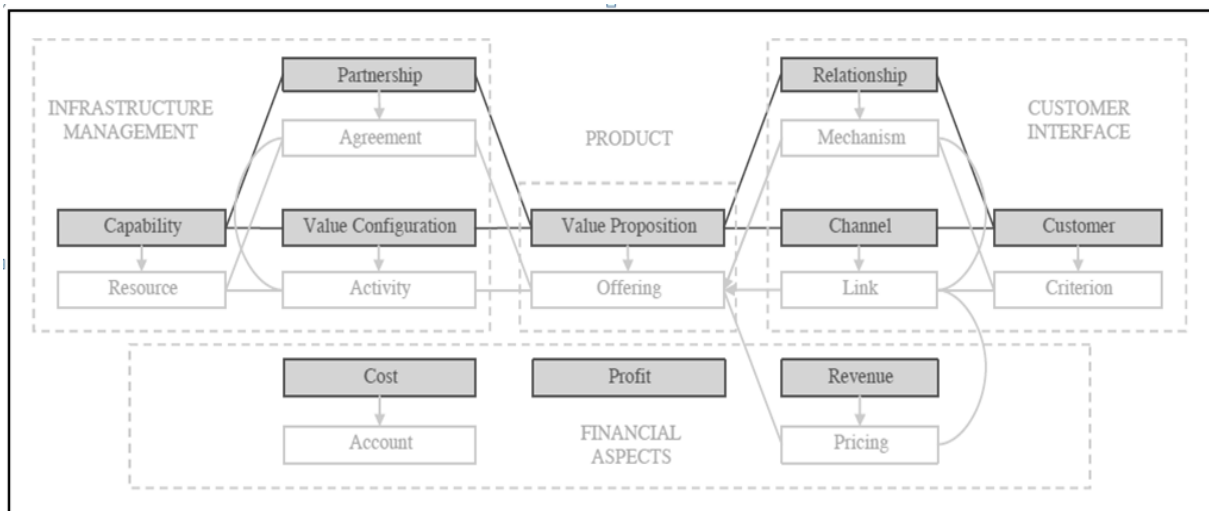 Partnership
Relationship
INFRASTRUCTURE
MANAGEMENT
CUSTOMER
INTERFACE
Agreement
PRODUCT
Mechanism
Capability
Value Configuration
Value Proposition
Channel
Customer
Resource
Activity
Offering
Link
Criterion
Cost
Profit
Revenue
Account
FINANCIAL
ASPECTS
Pricing